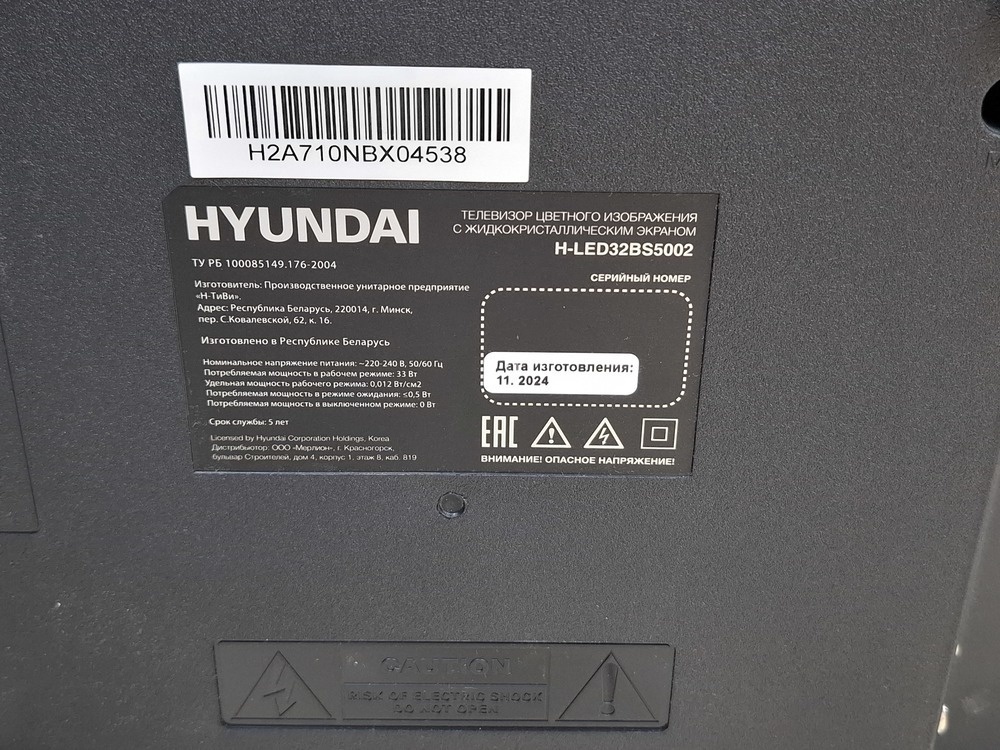 H2A710NBX04538
HYUNDAI
ТЕЛЕВИЗОР ЦВЕТНОГО ИЗОБРАЖЕНИЯ
С ЖИДКОКРИСТАЛЛИЧЕСКИМ ЭКРАНОМ
H-LED32BS5002
ТУ РБ 100085149.176-2004
Изготовитель: Производственное унитарное предприятие
«Н-ТиВи».
Адрес: Республика Беларусь, 220014, г. Минск,
пер. С.Ковалевской, 62, к. 16.
Изготовлено в Республике Беларусь
Номинальное напряжение питания: ~220-240 В, 50/60 Гц
Потребляемая мощность в рабочем режиме: 33 Вт
Удельная мощность рабочего режима: 0,012 Вт/см2
Потребляемая мощность в режиме ожидания: ≤0,5 Вт
Потребляемая мощность в выключенном режиме: 0 Вт
Срок службы: 5 лет
Licensed by Hyundai Corporation Holdings, Korea
Дистрибьютор: ООО «Мерлион», г. Красногорск,
бульвар Строителей, дом 4, корпус 1, этаж 8, каб. 819
СЕРИЙНЫЙ НОМЕР
Дата изготовления:
11. 2024
EAC
ВНИМАНИЕ! ОПАСНОЕ НАПРЯЖЕНИЕ!
CAUTION
RISK OF ELECTRIC SHOCK
DO NOT OPEN